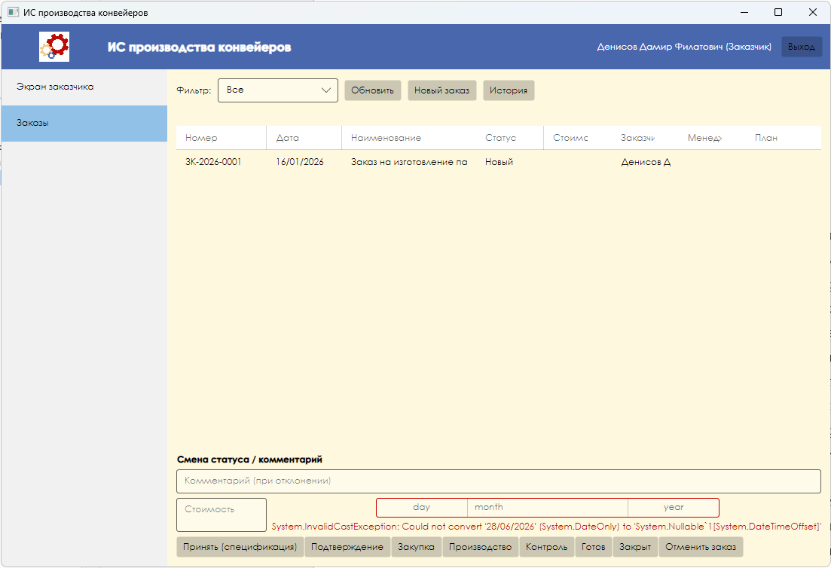 ИС производства конвейеров
ИС производства конвейеров
Денисов Дамир Филатович (Заказчик)
Выход
Экран заказчика
Заказы
Фильтр:
Все
Обновить
Новый заказ
История
Номер Дата Наименование Статус Стоимс Заказчи Менедж План
ЗК-2026-0001 16/01/2026 Заказ на изготовление па Новый Денисов Д
Смена статуса / комментарий
Комментарий (при отклонении)
Стоимость
day month year
System.InvalidCastException: Could not convert '28/06/2026' (System.DateOnly) to 'System.Nullable`1[System.DateTimeOffset]'
Принять (спецификация) Подтверждение Закупка Производство Контроль Готов Закрыт Отменить заказ